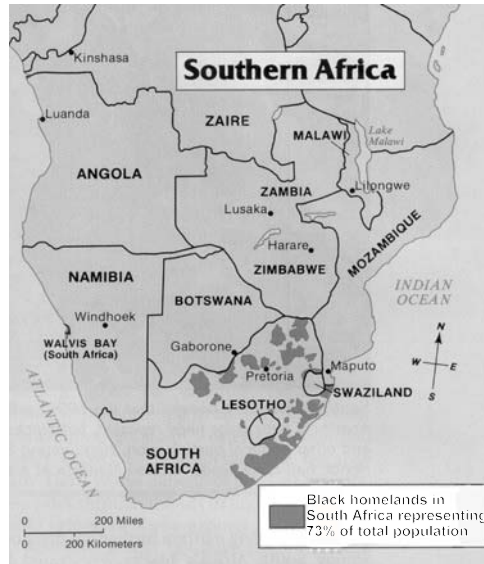 Kinshasa
Southern Africa
Luanda
ZAIRE
MALAWI
Lake
Malawi
ANGOLA
Lilongwe
ZAMBIA
Lusaka
MOZAMBIQUE
Harare
NAMIBIA
ZIMBABWE
INDIAN
OCEAN
BOTSWANA
Windhoek
WALVIS BAY
(South Africa)
Gaborone
N
W E
S
Pretoria
Maputo
SWAZILAND
LESOTHO
ATLANTIC OCEAN
SOUTH
AFRICA
0 200 Miles
0 200 Kilometers
Black homelands in
South Africa representing
73% of total population